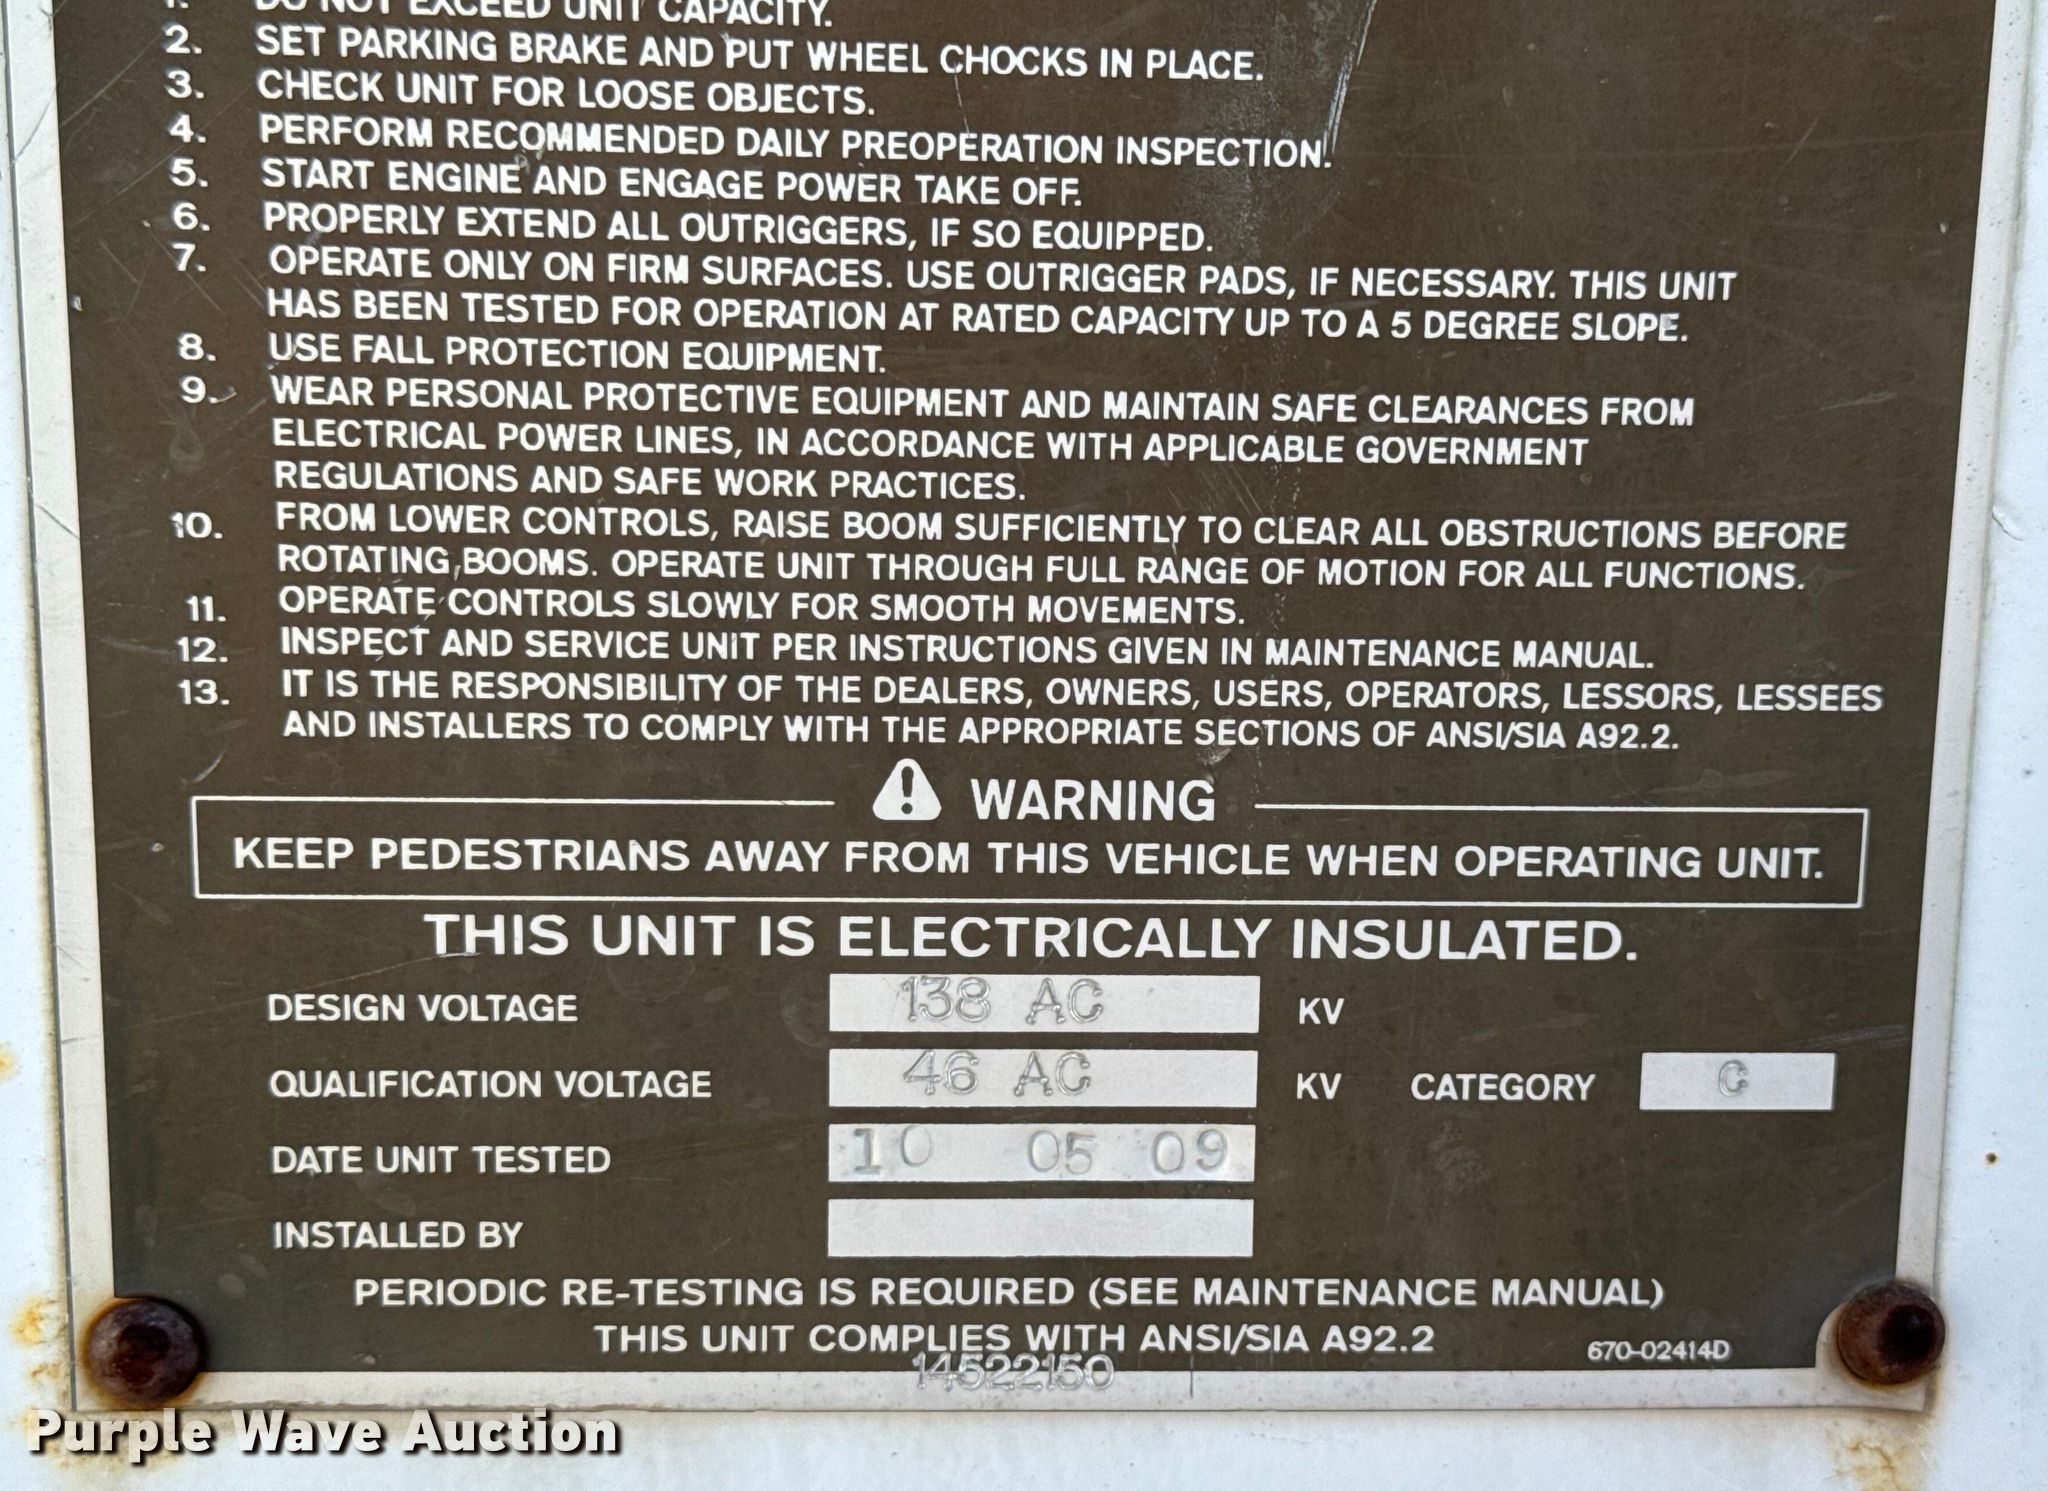 1. DO NOT EXCEED UNIT CAPACITY.
2. SET PARKING BRAKE AND PUT WHEEL CHOCKS IN PLACE.
3. CHECK UNIT FOR LOOSE OBJECTS.
4. PERFORM RECOMMENDED DAILY PREOPERATION INSPECTION.
5. START ENGINE AND ENGAGE POWER TAKE OFF.
6. PROPERLY EXTEND ALL OUTRIGGERS, IF SO EQUIPPED.
7. OPERATE ONLY ON FIRM SURFACES. USE OUTRIGGER PADS, IF NECESSARY. THIS UNIT
HAS BEEN TESTED FOR OPERATION AT RATED CAPACITY UP TO A 5 DEGREE SLOPE.
8. USE FALL PROTECTION EQUIPMENT.
9. WEAR PERSONAL PROTECTIVE EQUIPMENT AND MAINTAIN SAFE CLEARANCES FROM
ELECTRICAL POWER LINES, IN ACCORDANCE WITH APPLICABLE GOVERNMENT
REGULATIONS AND SAFE WORK PRACTICES.
10. FROM LOWER CONTROLS, RAISE BOOM SUFFICIENTLY TO CLEAR ALL OBSTRUCTIONS BEFORE
ROTATING BOOMS. OPERATE UNIT THROUGH FULL RANGE OF MOTION FOR ALL FUNCTIONS.
11. OPERATE CONTROLS SLOWLY FOR SMOOTH MOVEMENTS.
12. INSPECT AND SERVICE UNIT PER INSTRUCTIONS GIVEN IN MAINTENANCE MANUAL.
13. IT IS THE RESPONSIBILITY OF THE DEALERS, OWNERS, USERS, OPERATORS, LESSORS, LESSEES
AND INSTALLERS TO COMPLY WITH THE APPROPRIATE SECTIONS OF ANSI/SIA A92.2.
WARNING
KEEP PEDESTRIANS AWAY FROM THIS VEHICLE WHEN OPERATING UNIT.
THIS UNIT IS ELECTRICALLY INSULATED.
DESIGN VOLTAGE 138 AC KV
QUALIFICATION VOLTAGE 46 AC KV CATEGORY C
DATE UNIT TESTED 10 05 09
INSTALLED BY
PERIODIC RE-TESTING IS REQUIRED (SEE MAINTENANCE MANUAL)
THIS UNIT COMPLIES WITH ANSI/SIA A92.2 670-02414D
14522150
Purple Wave Auction